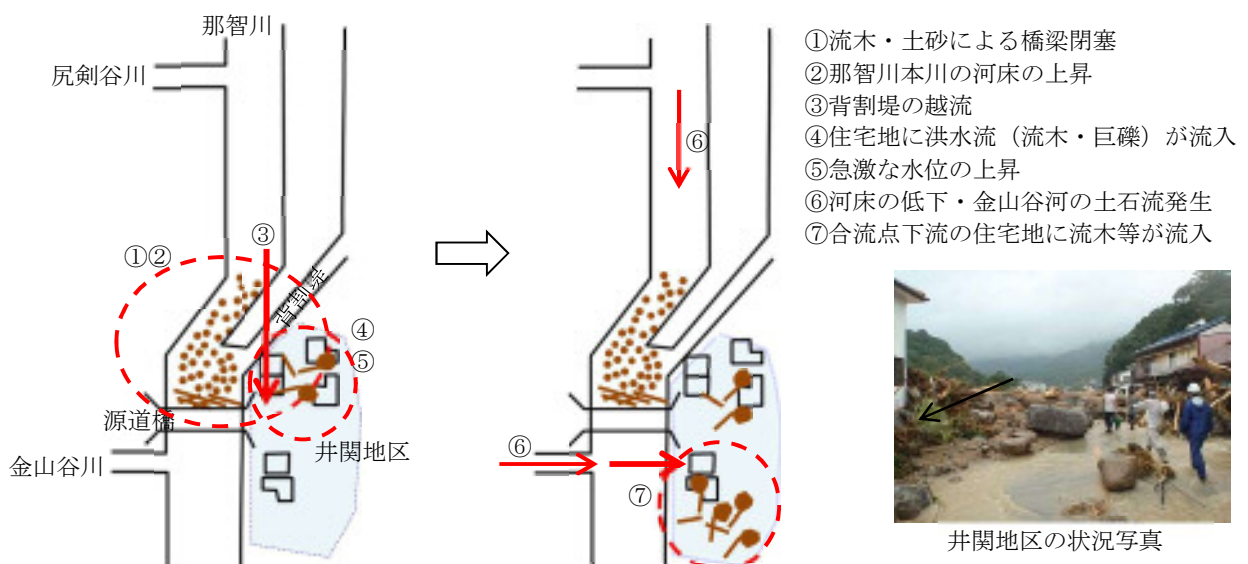 那智川
尻剣谷川
①②
③
背割堤
④
⑤
源道橋
井関地区
金山谷川
⑥
⑥
⑦
①流木・土砂による橋梁閉塞
②那智川本川の河床の上昇
③背割堤の越流
④住宅地に洪水流（流木・巨礫）が流入
⑤急激な水位の上昇
⑥河床の低下・金山谷河の土石流発生
⑦合流点下流の住宅地に流木等が流入
井関地区の状況写真